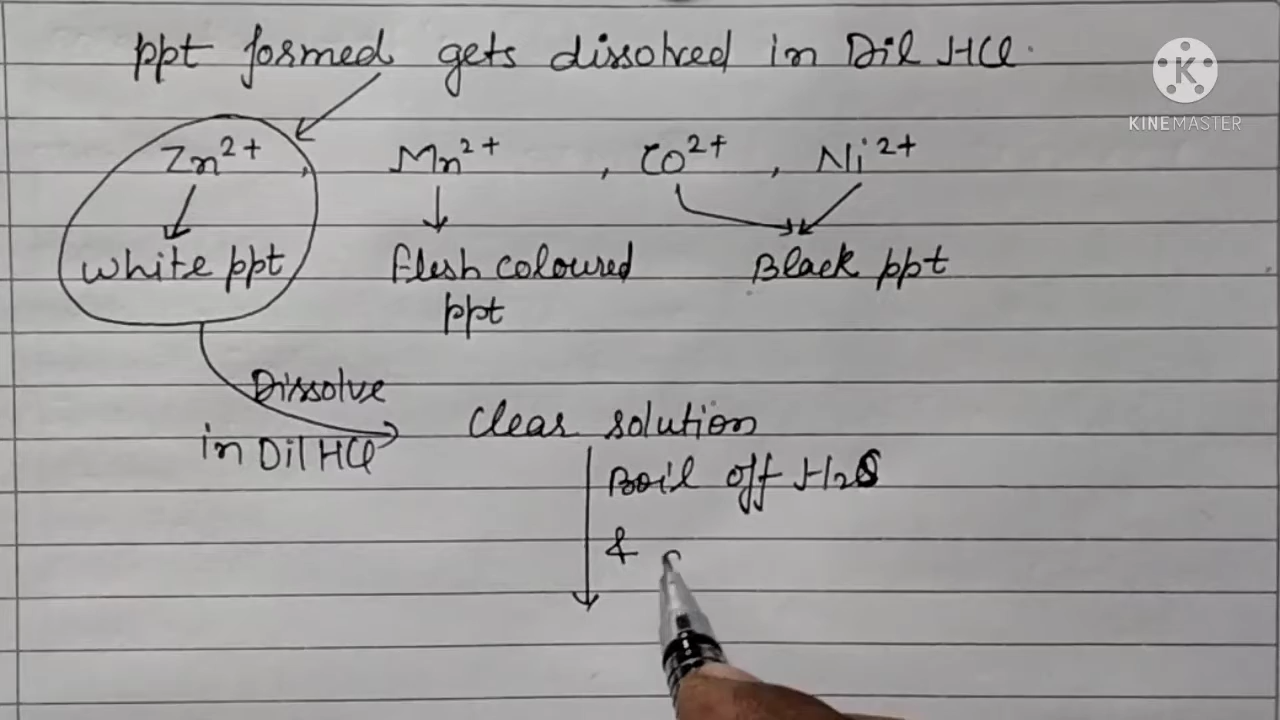 ppt formed gets dissolved in Dil HCl.
K
KINEMASTER
Zn²⁺, Mn²⁺, Co²⁺, Ni²⁺
white ppt flesh coloured Black ppt
ppt
Dissolve
in Dil HCl clear solution
Boil off H₂S
&